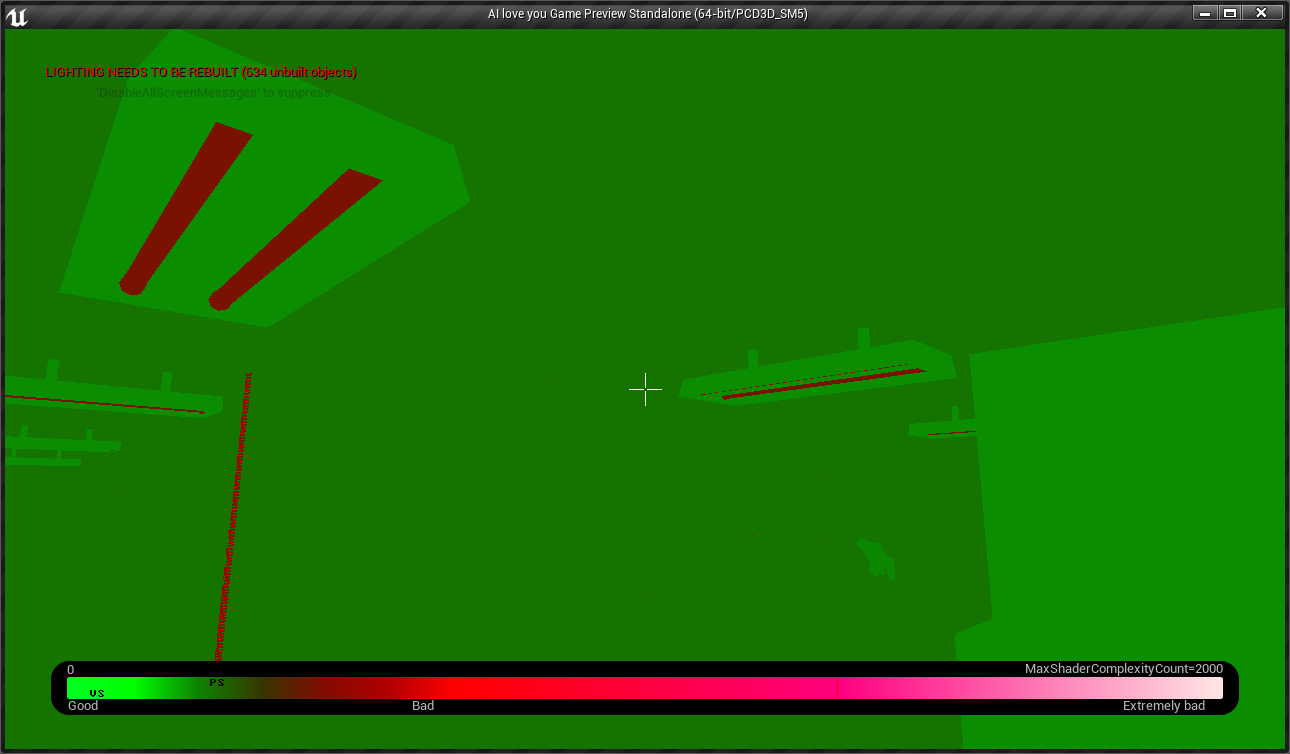 AI love you Game Preview Standalone (64-bit/PCD3D_SM5)
LIGHTING NEEDS TO BE REBUILT (634 unbuilt objects)
'DisableAllScreenMessages' to suppress
0
MaxShaderComplexityCount=2000
VS
PS
Good
Bad
Extremely bad